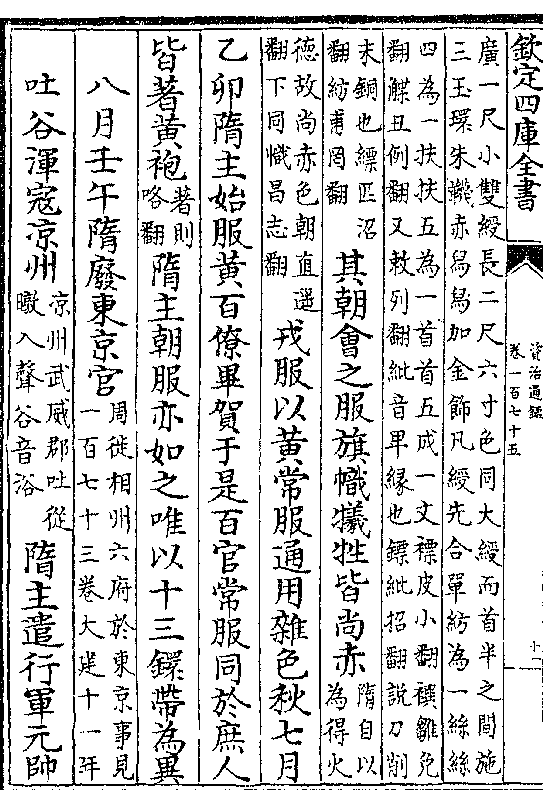 欽定四庫全書
資治通鑑
卷一百七十五
廣一尺小雙綬長二尺六寸色同大綬而首半之間施
三玉環朱韈赤舄舄加金飾凡綬先合單紡為一絲絲
四為一扶扶五為一首首五成一文褾皮小翻襈雛免
翻觶丑例翻又敕列翻紕音卑縁也鏢紕招翻說刀削
末銅也縹匹沼
翻紡甫罔翻
其朝會之服旗幟犧牲皆尚赤
隋自以
為得火
德故尚赤色朝直遥
翻下同幟昌志翻
戎服以黄常服通用雜色秋七月
乙卯隋主始服黄百僚畢賀于是百官常服同於庶人
皆著黄袍
著則
略翻
隋主朝服亦如之唯以十三鐶帶為異
八月壬午隋廢東京官
周徙相州六府於東京事見
一百七十三卷大建十一年
吐谷渾寇涼州
涼州武威郡吐從
暾入聲谷音浴
隋主遣行軍元帥